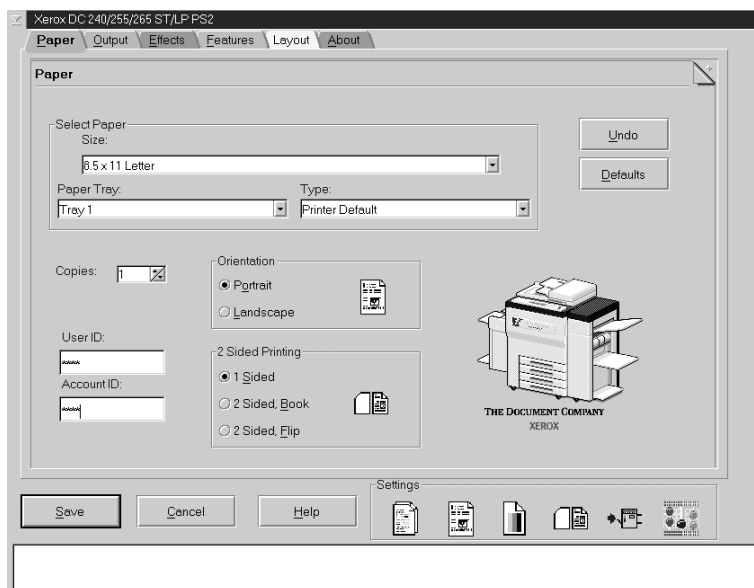 Xerox DC 240/255/265 ST/LP PS2
Paper Output Effects Features Layout About
Paper
Select Paper
Size:
8.5 x 11 Letter
Paper Tray:
Type:
Tray 1
Printer Default
Undo
Defaults
Copies:
1
Orientation
Portrait
Landscape
User ID:
****
Account ID:
****
2 Sided Printing
1 Sided
2 Sided, Book
2 Sided, Flip
THE DOCUMENT COMPANY
XEROX
Settings
Save
Cancel
Help